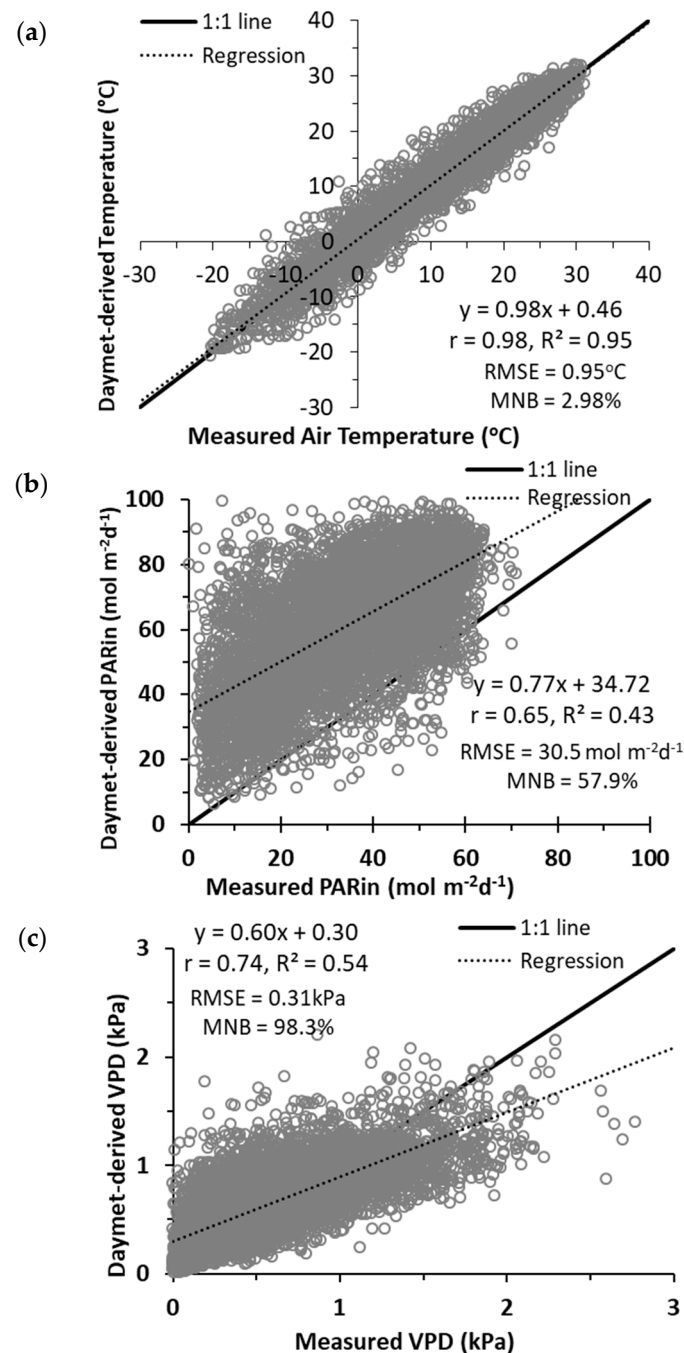 (a)
1:1 line
Regression
40
30
20
10
0
-10
-20
-30
-30
-20
-10
0
10
20
30
40
Daymet-derived Temperature (°C)
y = 0.98x + 0.46
r = 0.98, R² = 0.95
RMSE = 0.95°C
MNB = 2.98%
Measured Air Temperature (°C)
(b)
1:1 line
Regression
100
80
60
40
20
0
0
20
40
60
80
100
Daymet-derived PARin (mol m⁻²d⁻¹)
y = 0.77x + 34.72
r = 0.65, R² = 0.43
RMSE = 30.5 mol m⁻²d⁻¹
MNB = 57.9%
Measured PARin (mol m⁻²d⁻¹)
(c)
y = 0.60x + 0.30
r = 0.74, R² = 0.54
RMSE = 0.31kPa
MNB = 98.3%
1:1 line
Regression
3
2
1
0
0
1
2
3
Daymet-derived VPD (kPa)
Measured VPD (kPa)